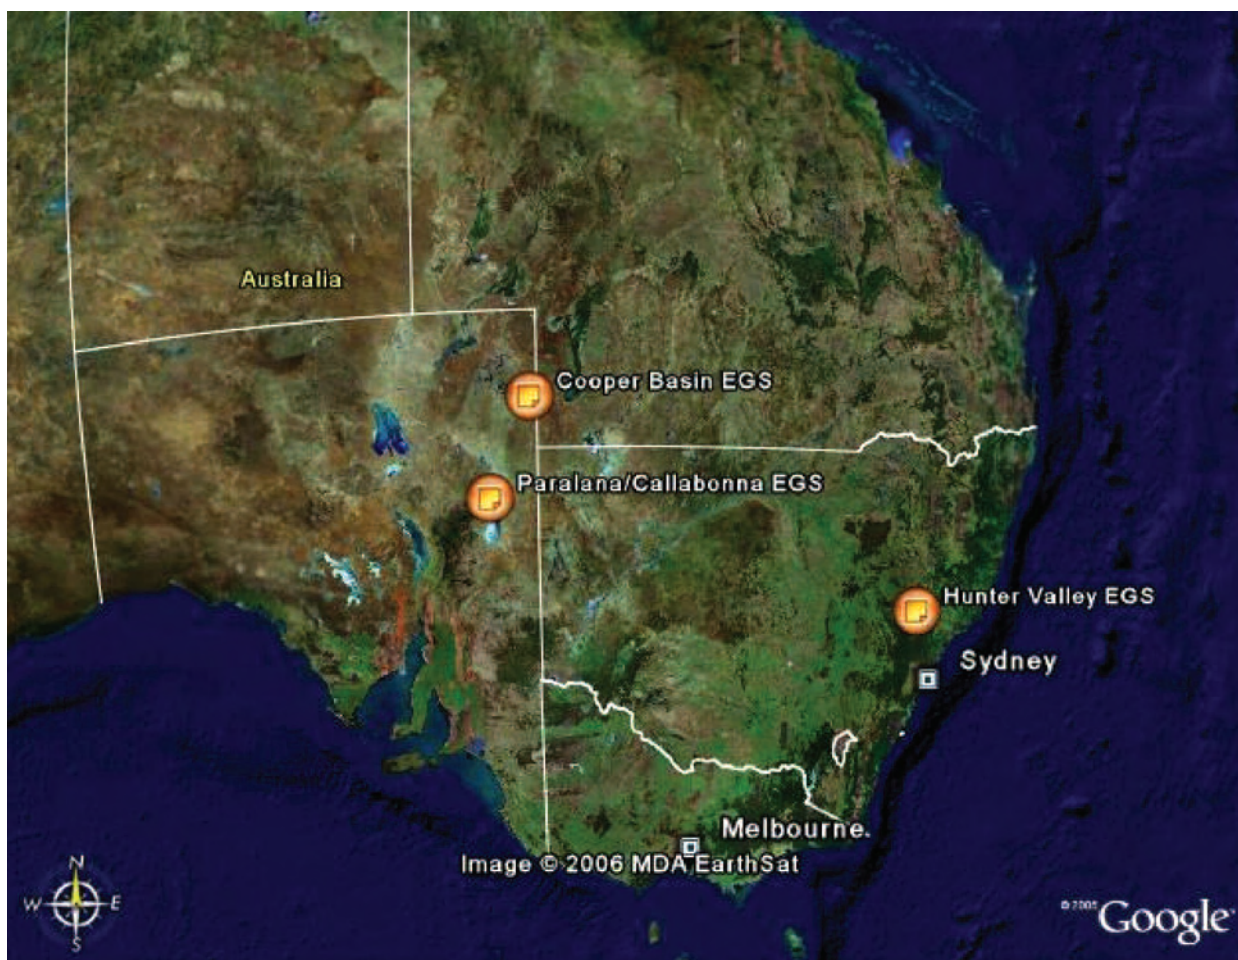 Australia
Cooper Basin EGS
Paralana/Callabonna EGS
Hunter Valley EGS
Sydney
Melbourne
Image © 2006 MDA EarthSat
N
W E
S
Google